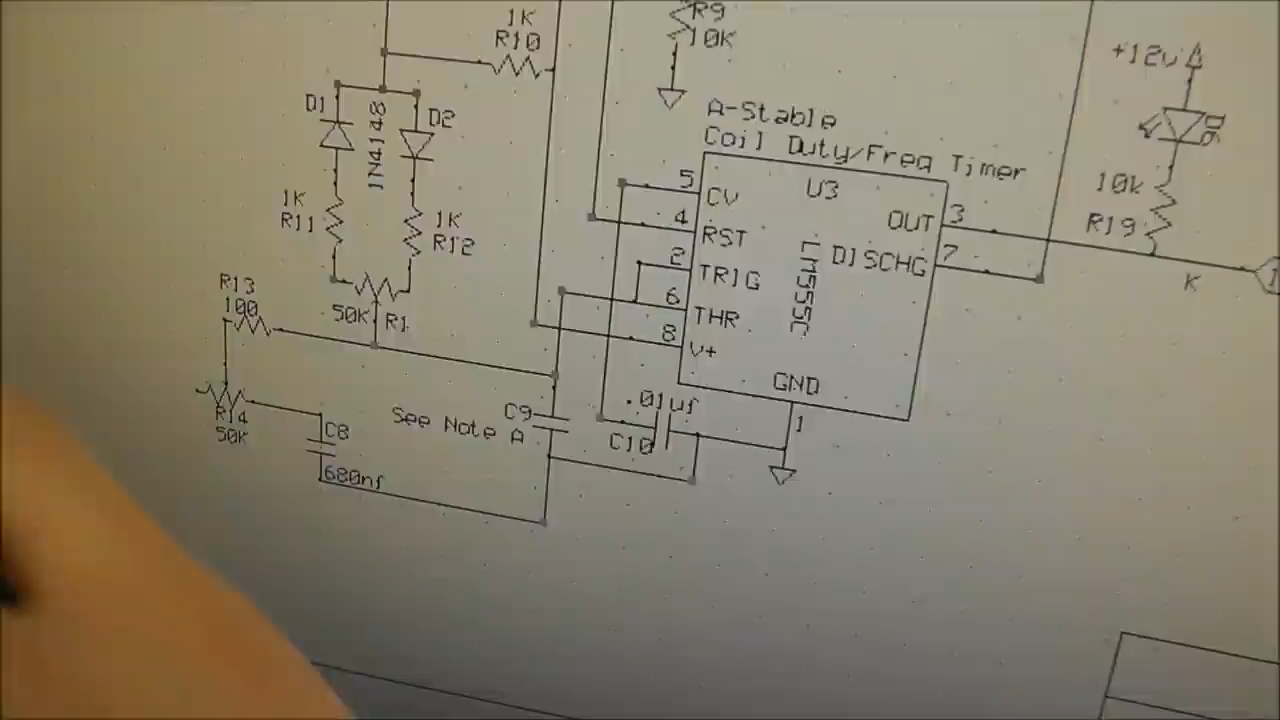 1K
R10
R9
10K
+12v
D6
D1
1N4148
D2
A-Stable
Coil Duty/Freq Timer
1K
R11
1K
R12
5
CV
U3
OUT
3
10k
R19
4
RST
LM555C
DISCHG
7
2
TRIG
K
1
R13
100
50K
R1
6
THR
8
V+
GND
1
R14
50K
See Note A
C9
.01uf
C10
C8
680nf